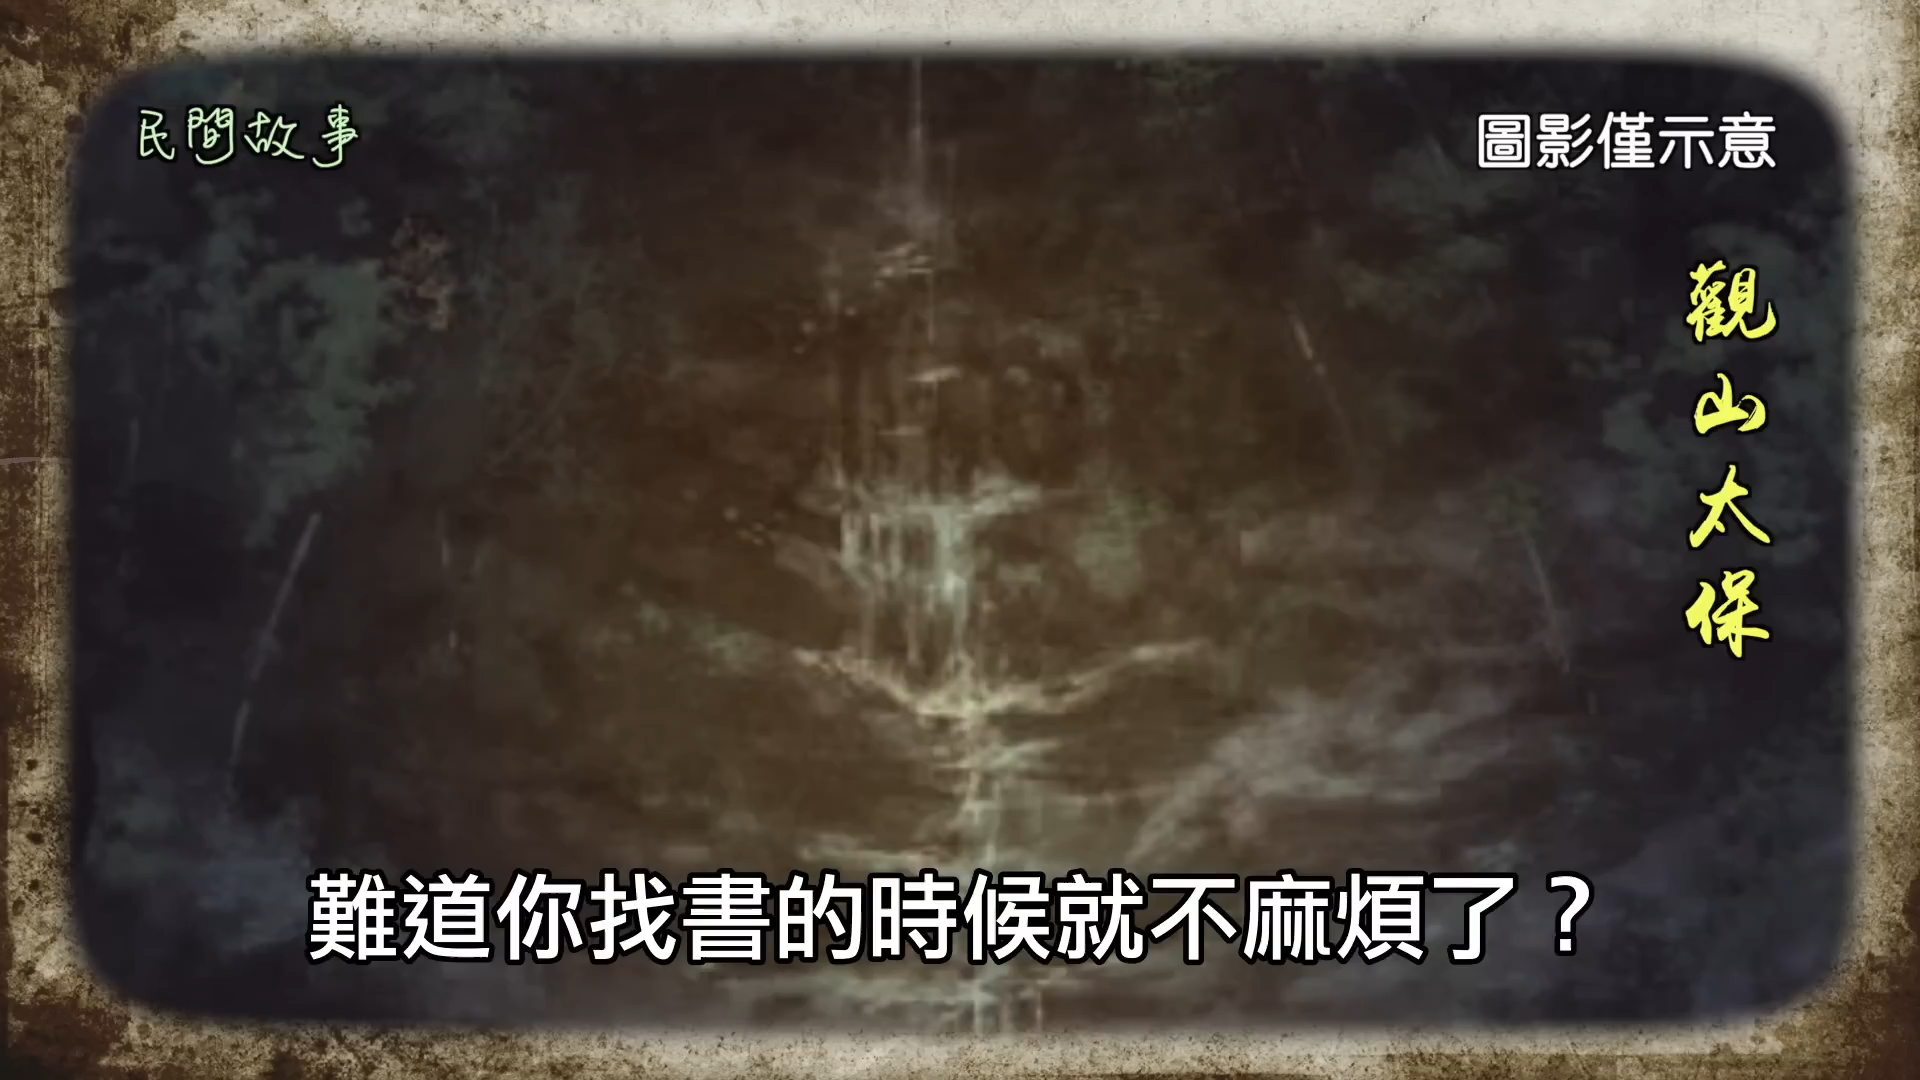 民間故事
圖影僅示意
觀山太保
難道你找書的時候就不麻煩了？